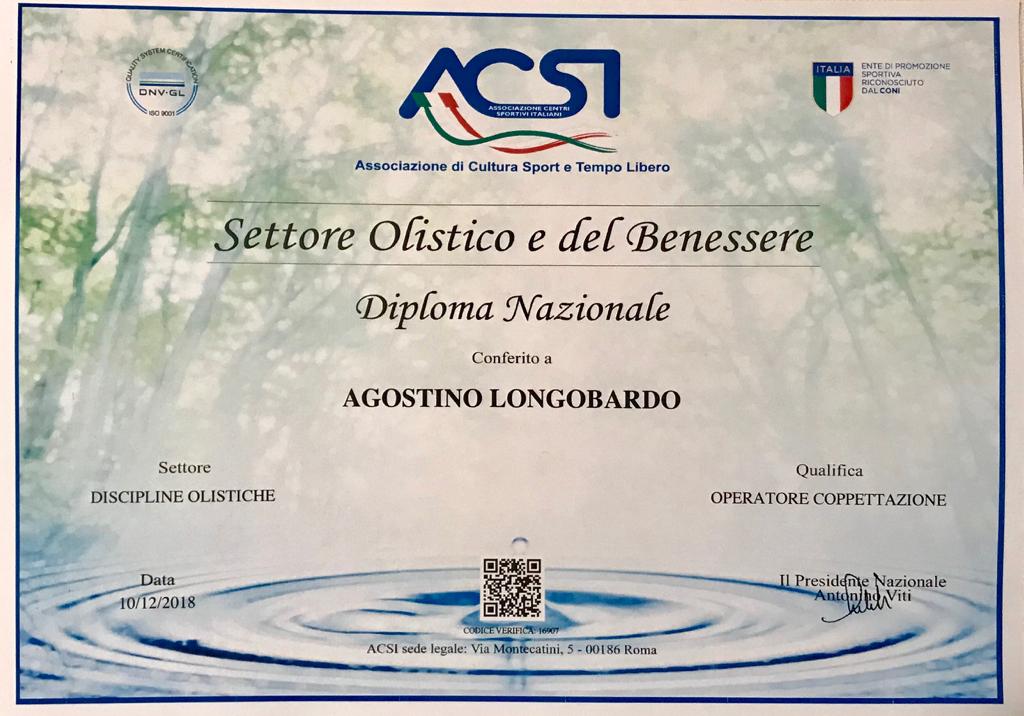 QUALITY SYSTEM CERTIFICATION
DNV·GL
ISO 9001
ACSI
ASSOCIAZIONE CENTRI
SPORTIVI ITALIANI
Associazione di Cultura Sport e Tempo Libero
ITALIA
ENTE DI PROMOZIONE
SPORTIVA
RICONOSCIUTO
DAL CONI
Settore Olistico e del Benessere
Diploma Nazionale
Conferito a
AGOSTINO LONGOBARDO
Settore
DISCIPLINE OLISTICHE
Qualifica
OPERATORE COPPETTAZIONE
Data
10/12/2018
Il Presidente Nazionale
Antonino Viti
CODICE VERIFICA: 16907
ACSI sede legale: Via Montecatini, 5 - 00186 Roma